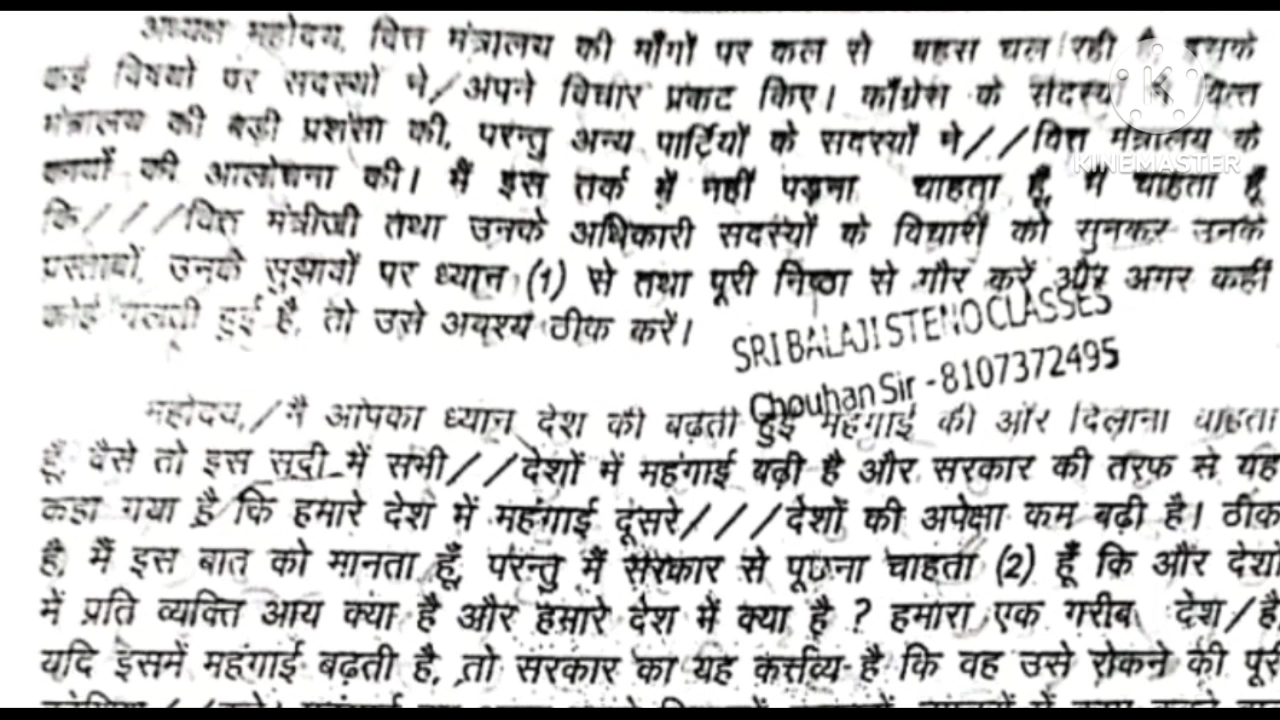 अध्यक्ष महोदय, वित्त मंत्रालय की माँगों पर कल से बहस चल रही है इसके
कई विषयों पर सदस्यों ने/अपने विचार प्रकट किए। काँग्रेस के सदस्यों ने वित्त
मंत्रालय की बड़ी प्रशंसा की, परन्तु अन्य पार्टियों के सदस्यों ने//वित्त मंत्रालय के
कार्यों की आलोचना की। मैं इस तर्क में नहीं पड़ना चाहता हूँ, मैं चाहता हूँ
कि///वित्त मंत्रीजी तथा उनके अधिकारी सदस्यों के विचारों को सुनकर उनके
प्रस्तावों, उनके सुझावों पर ध्यान (1) से तथा पूरी निष्ठा से गौर करें और अगर कहीं
कोई गलती हुई है, तो उसे अवश्य ठीक करें।
SRI BALAJI STENO CLASSES
Chouhan Sir -8107372495
महोदय,/मैं आपका ध्यान देश की बढ़ती हुई महंगाई की ओर दिलाना चाहता
हूँ, वैसे तो इस सदी में सभी//देशों में महंगाई बढ़ी है और सरकार की तरफ से यह
कहा गया है कि हमारे देश में महंगाई दूसरे///देशों की अपेक्षा कम बढ़ी है। ठीक
है, मैं इस बात को मानता हूँ, परन्तु मैं सरकार से पूछना चाहता (2) हूँ कि और देशों
में प्रति व्यक्ति आय क्या है और हमारे देश में क्या है ? हमारा एक गरीब देश/है,
यदि इसमें महंगाई बढ़ती है, तो सरकार का यह कर्त्तव्य है कि वह उसे रोकने की पूरी
KINEMASTER